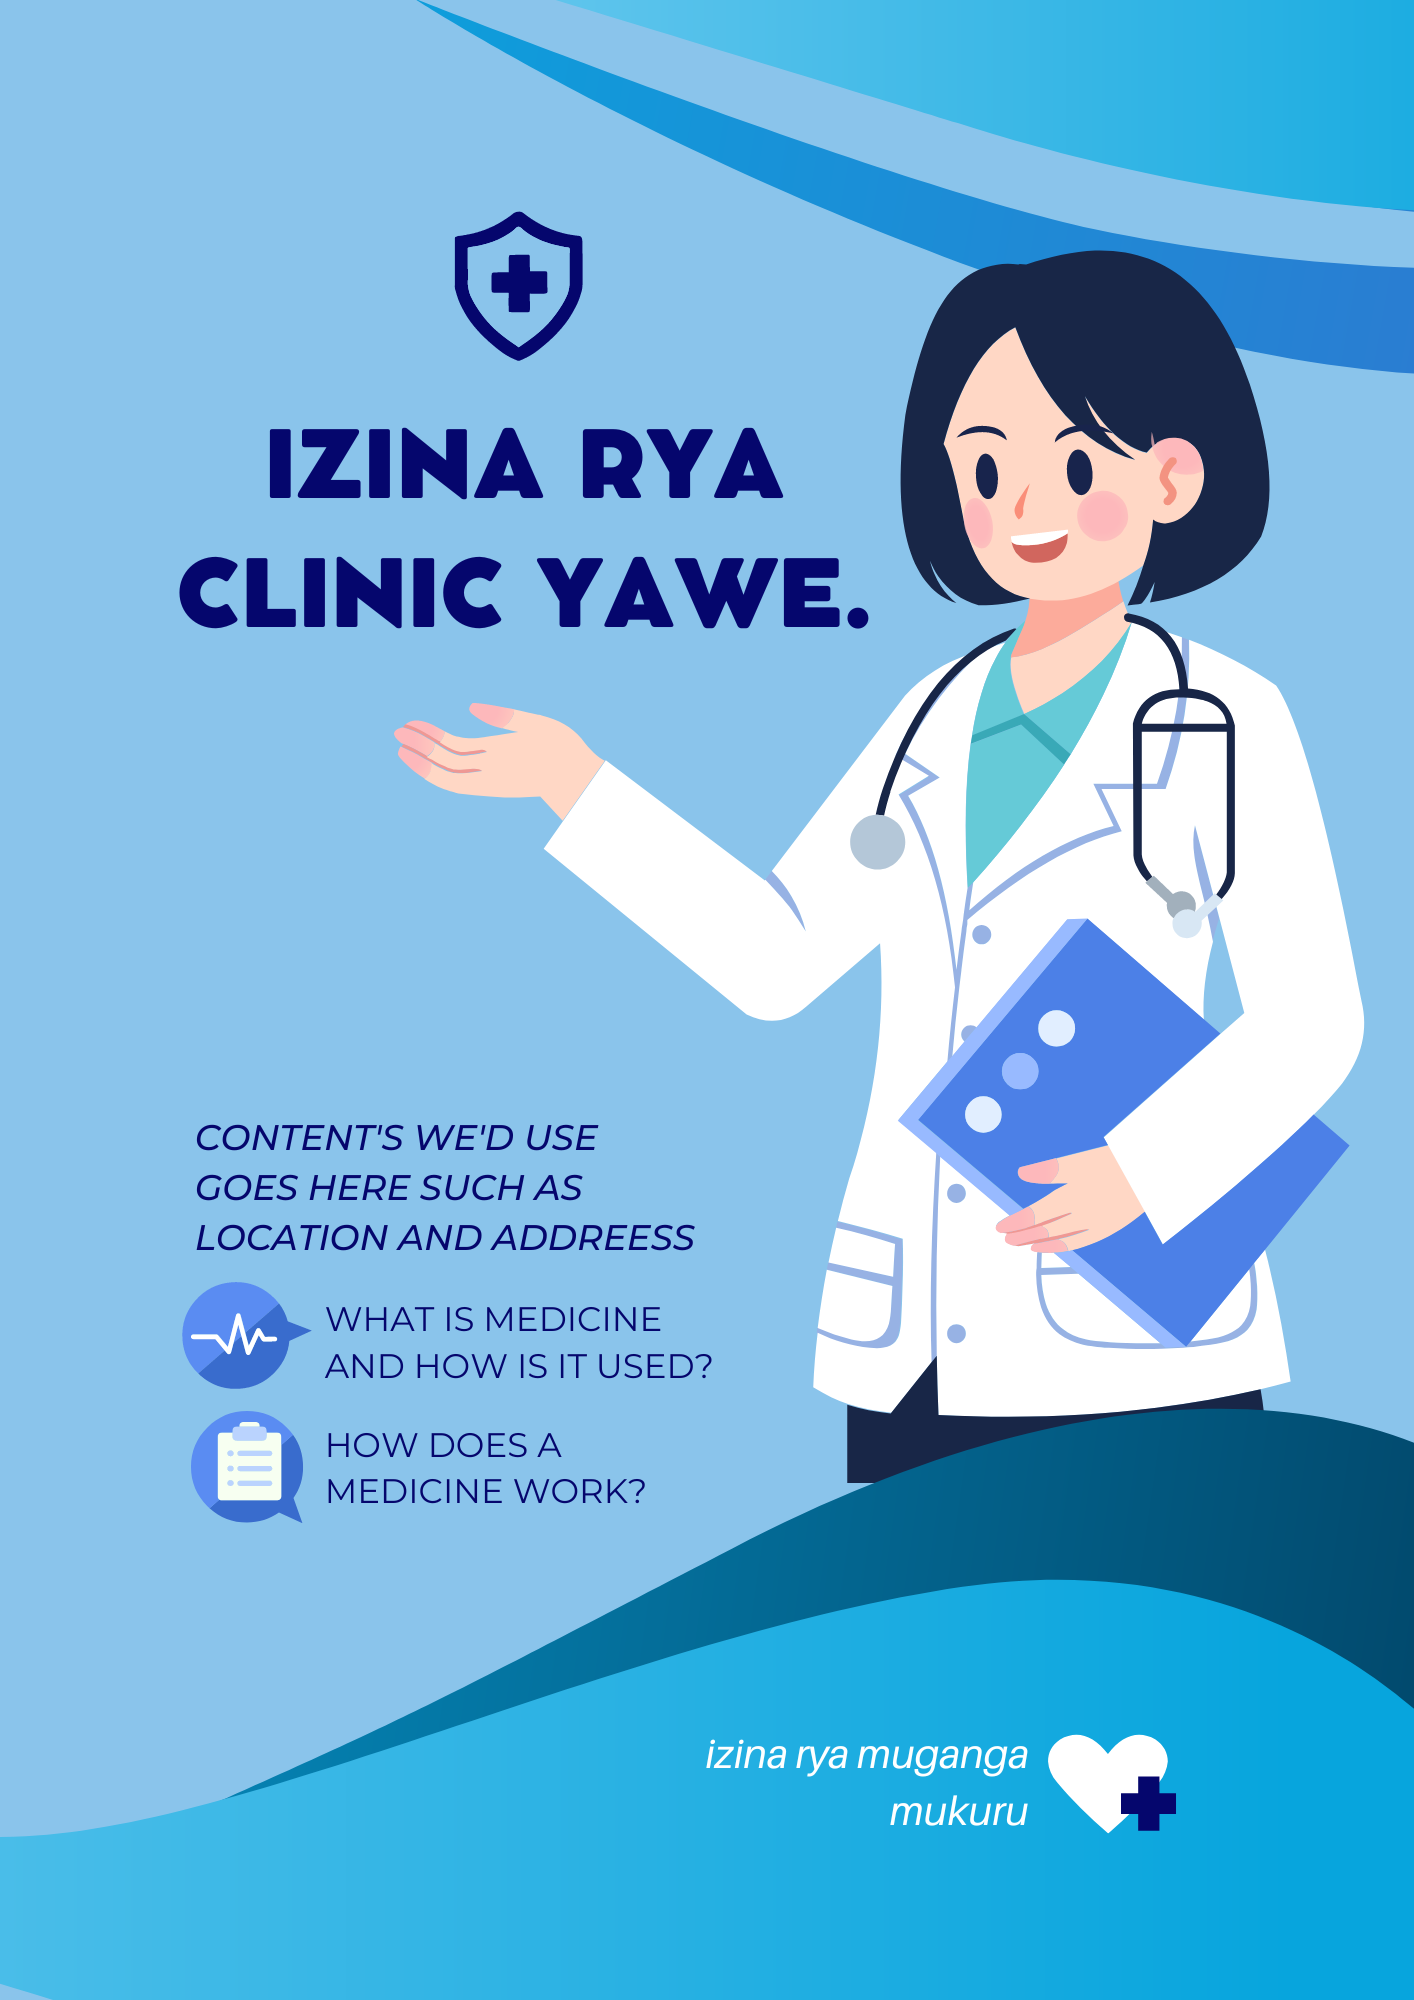 IZINA RYA
CLINIC YAWE.
CONTENT'S WE'D USE
GOES HERE SUCH AS
LOCATION AND ADDREESS
WHAT IS MEDICINE
AND HOW IS IT USED?
HOW DOES A
MEDICINE WORK?
izina rya muganga
mukuru